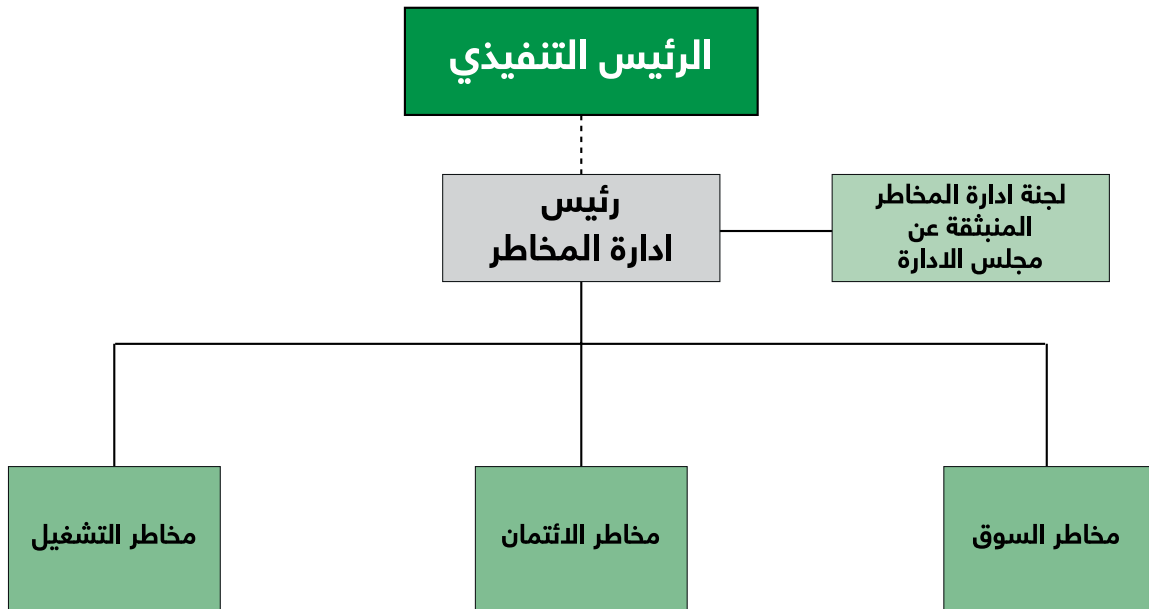 الرئيس التنفيذي
رئيس
ادارة المخاطر
لجنة ادارة المخاطر
المنبثقة عن
مجلس الادارة
مخاطر السوق
مخاطر الائتمان
مخاطر التشغيل